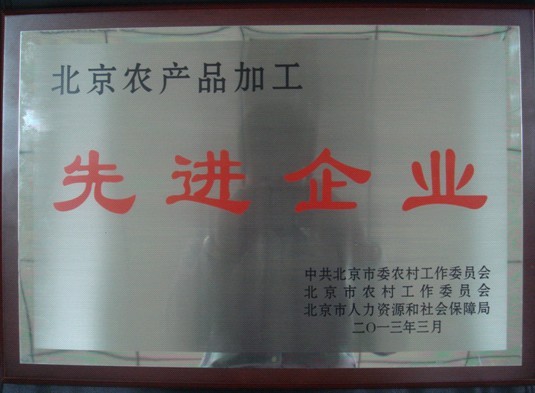 北京农产品加工
先进企业
中共北京市委农村工作委员会
北京市农村工作委员会
北京市人力资源和社会保障局
二〇一三年三月